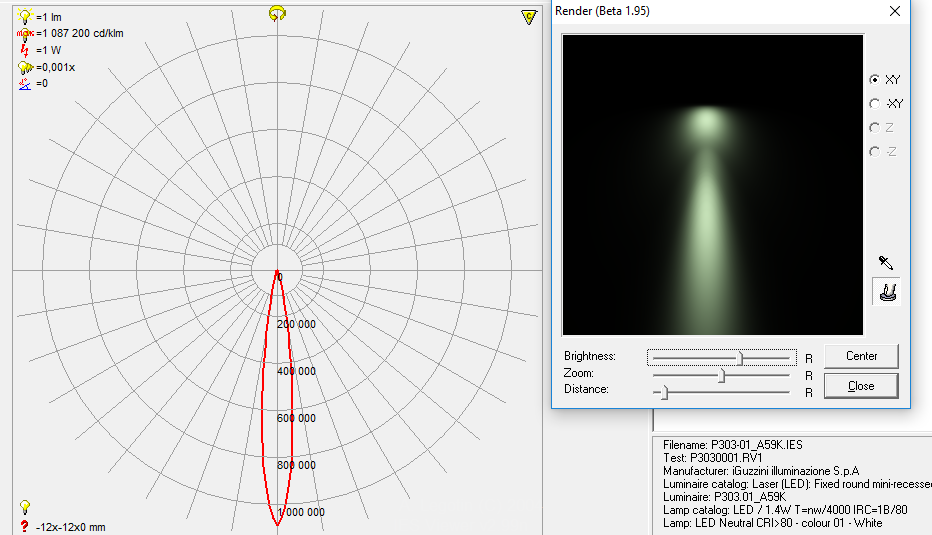 =1 lm
=1 087 200 cd/klm
=1 W
=0,001x
=0
C
0
200 000
400 000
600 000
800 000
1 000 000
-12x-12x0 mm
Render (Beta 1.95)
XY
-XY
Z
-Z
Brightness:
R
Zoom:
R
Distance:
R
Center
Close
Filename: P303-01_A59K.IES
Test: P3030001.RV1
Manufacturer: iGuzzini illuminazione S.p.A
Luminaire catalog: Laser (LED): Fixed round mini-recesse
Luminaire: P303.01_A59K
Lamp catalog: LED / 1.4W T=nw/4000 IRC=1B/80
Lamp: LED Neutral CRI>80 - colour 01 - White